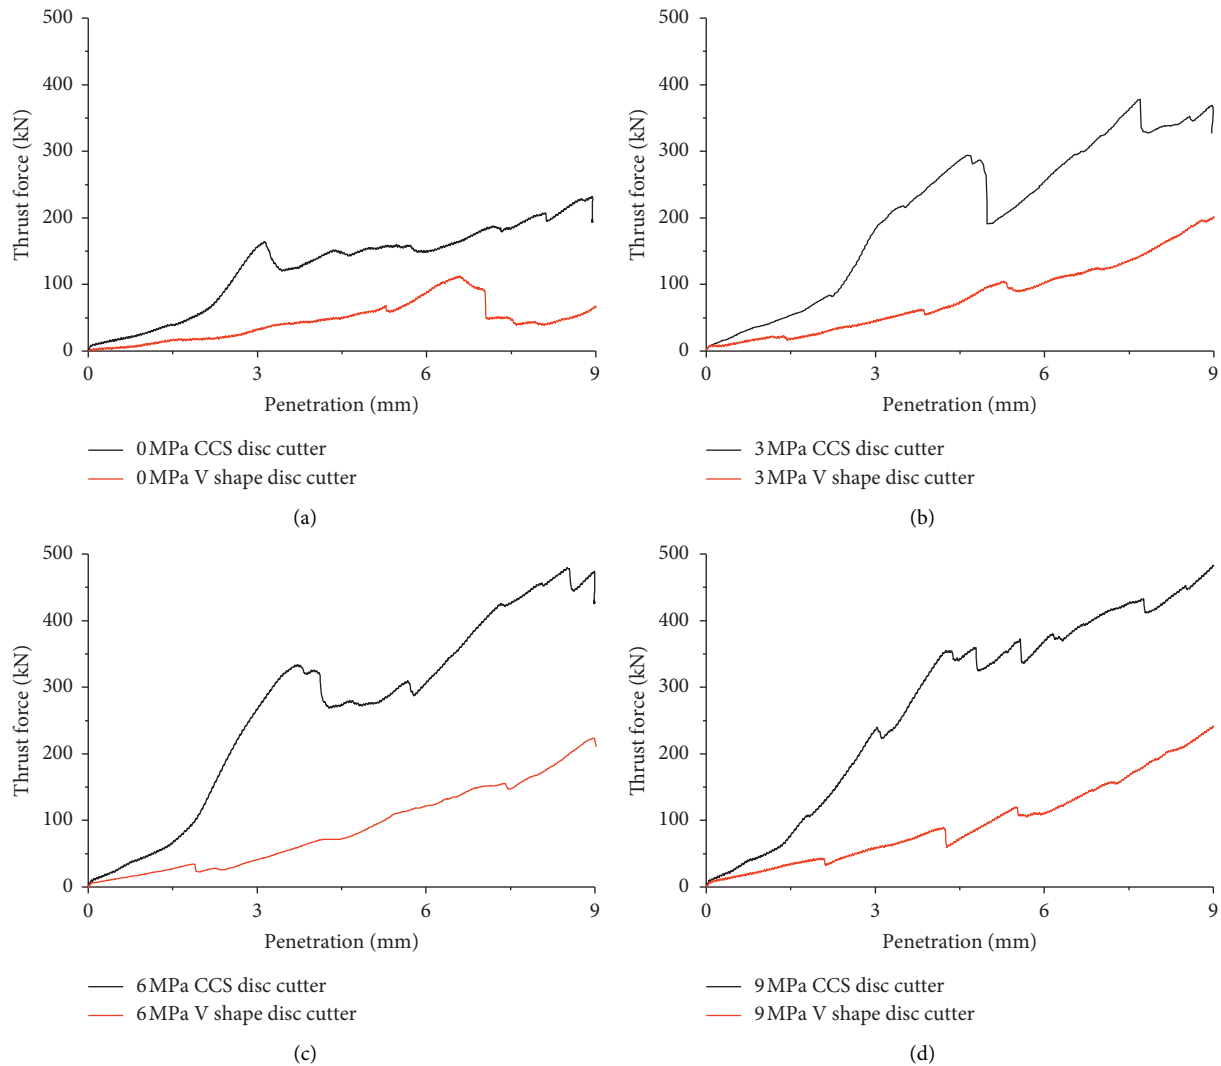 500
400
300
200
100
0
Thrust force (kN)
0
3
6
9
Penetration (mm)
0 MPa CCS disc cutter
0 MPa V shape disc cutter
(a)
500
400
300
200
100
0
Thrust force (kN)
0
3
6
9
Penetration (mm)
3 MPa CCS disc cutter
3 MPa V shape disc cutter
(b)
500
400
300
200
100
0
Thrust force (kN)
0
3
6
9
Penetration (mm)
6 MPa CCS disc cutter
6 MPa V shape disc cutter
(c)
500
400
300
200
100
0
Thrust force (kN)
0
3
6
9
Penetration (mm)
9 MPa CCS disc cutter
9 MPa V shape disc cutter
(d)